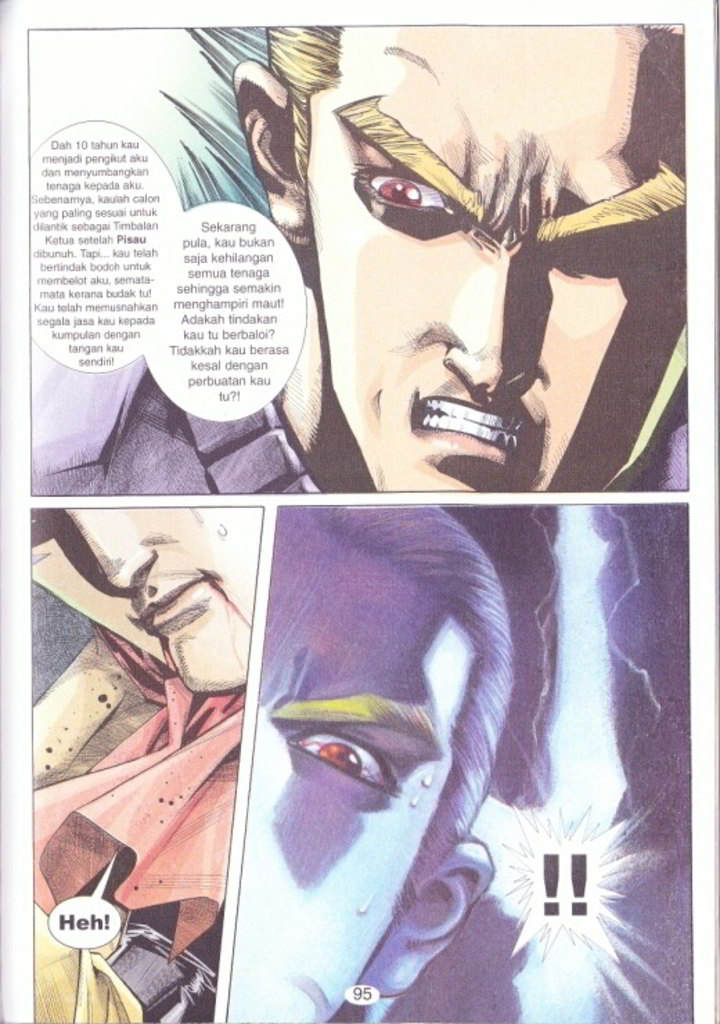 Dah 10 tahun kau
menjadi pengikut aku
dan menyumbangkan
tenaga kepada aku.
Sebenarnya, kaulah calon
yang paling sesuai untuk
dilantik sebagai Timbalan
Ketua setelah Pisau
dibunuh. Tapi... kau telah
bertindak bodoh untuk
membelot aku, semata-
mata kerana budak tu!
Kau telah memusnahkan
segala jasa kau kepada
kumpulan dengan
tangan kau
sendiri!
Sekarang
pula, kau bukan
saja kehilangan
semua tenaga
sehingga semakin
menghampiri maut!
Adakah tindakan
kau tu berbaloi?
Tidakkah kau berasa
kesal dengan
perbuatan kau
tu?!
Heh!
!!
95